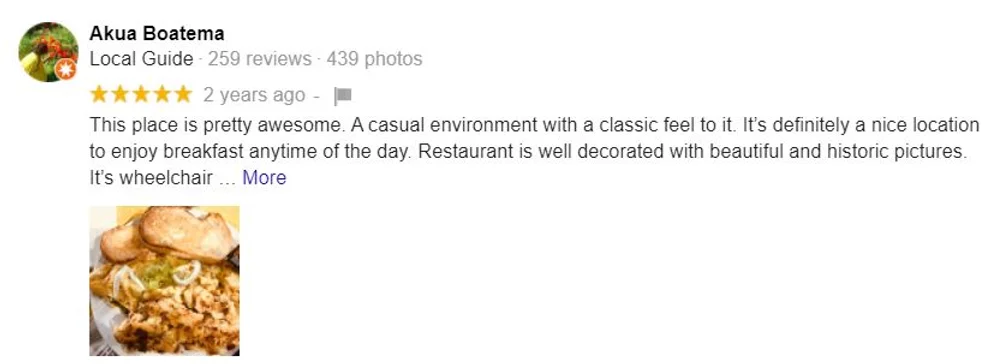 Akua Boatema
Local Guide · 259 reviews · 439 photos
2 years ago -
This place is pretty awesome. A casual environment with a classic feel to it. It’s definitely a nice location
to enjoy breakfast anytime of the day. Restaurant is well decorated with beautiful and historic pictures.
It’s wheelchair … More